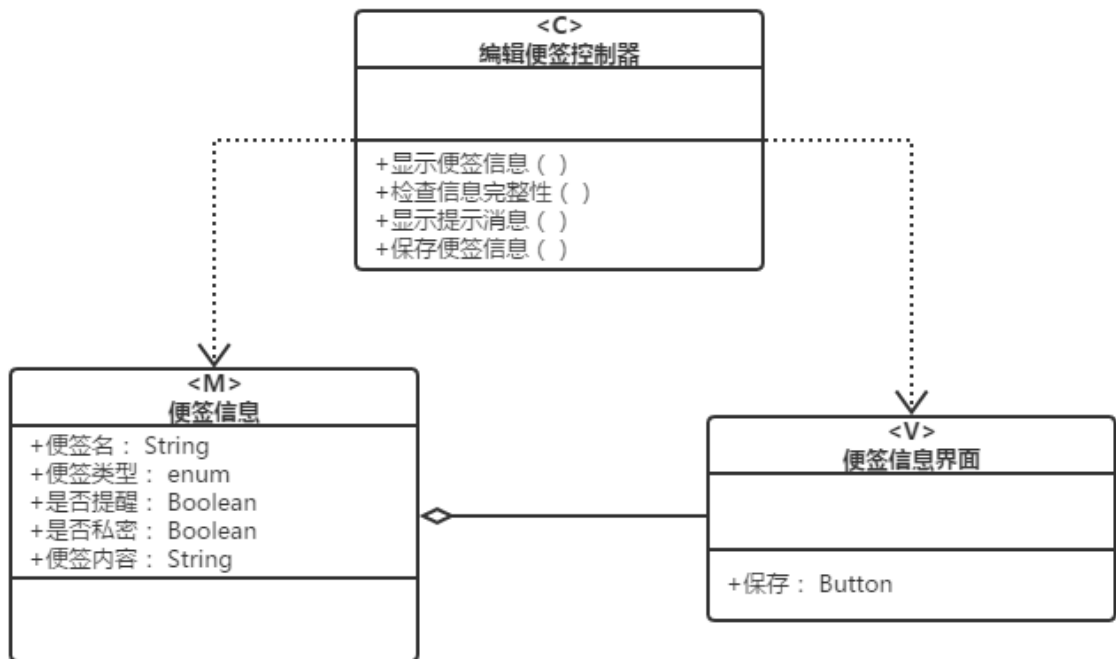 <C>
编辑便签控制器
+显示便签信息（ ）
+检查信息完整性（ ）
+显示提示消息（ ）
+保存便签信息（ ）
<M>
便签信息
+便签名： String
+便签类型： enum
+是否提醒： Boolean
+是否私密： Boolean
+便签内容： String
<V>
便签信息界面
+保存： Button